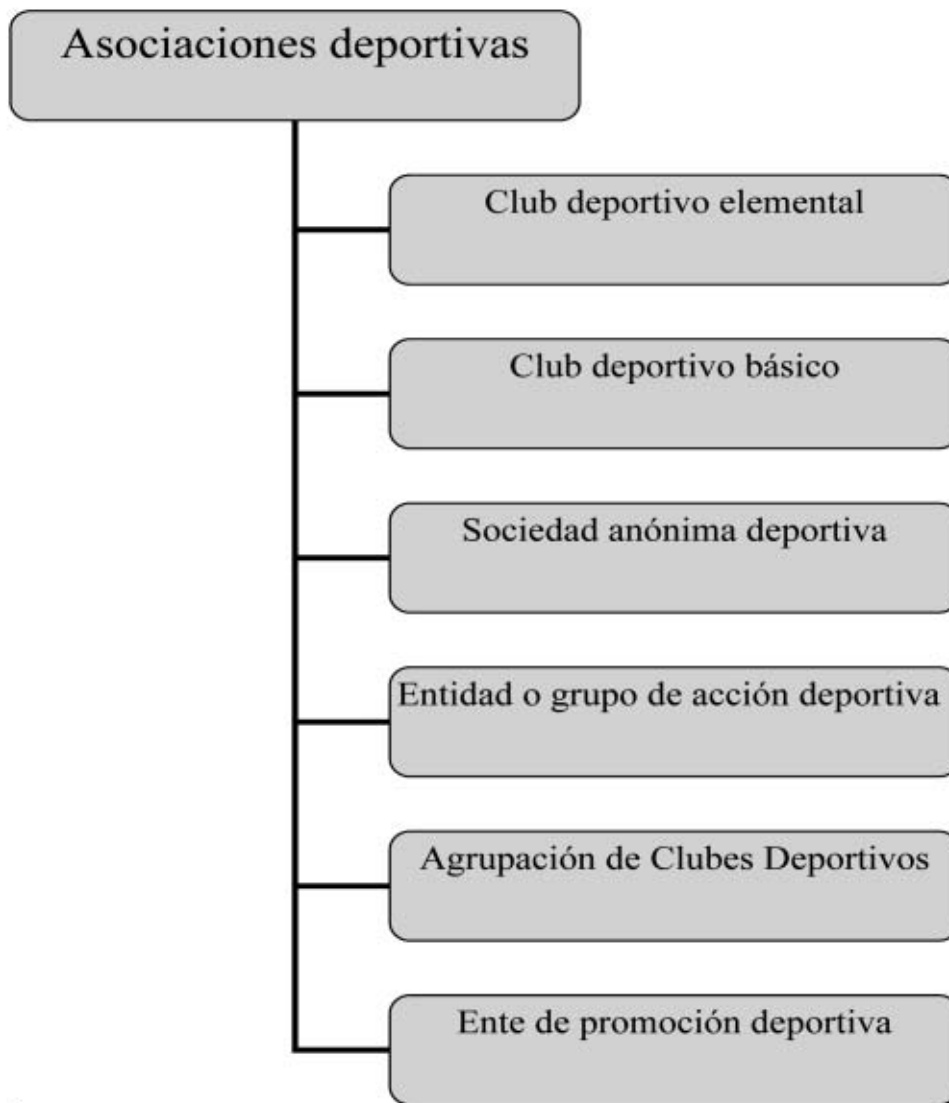 Asociaciones deportivas
Club deportivo elemental
Club deportivo básico
Sociedad anónima deportiva
Entidad o grupo de acción deportiva
Agrupación de Clubes Deportivos
Ente de promoción deportiva